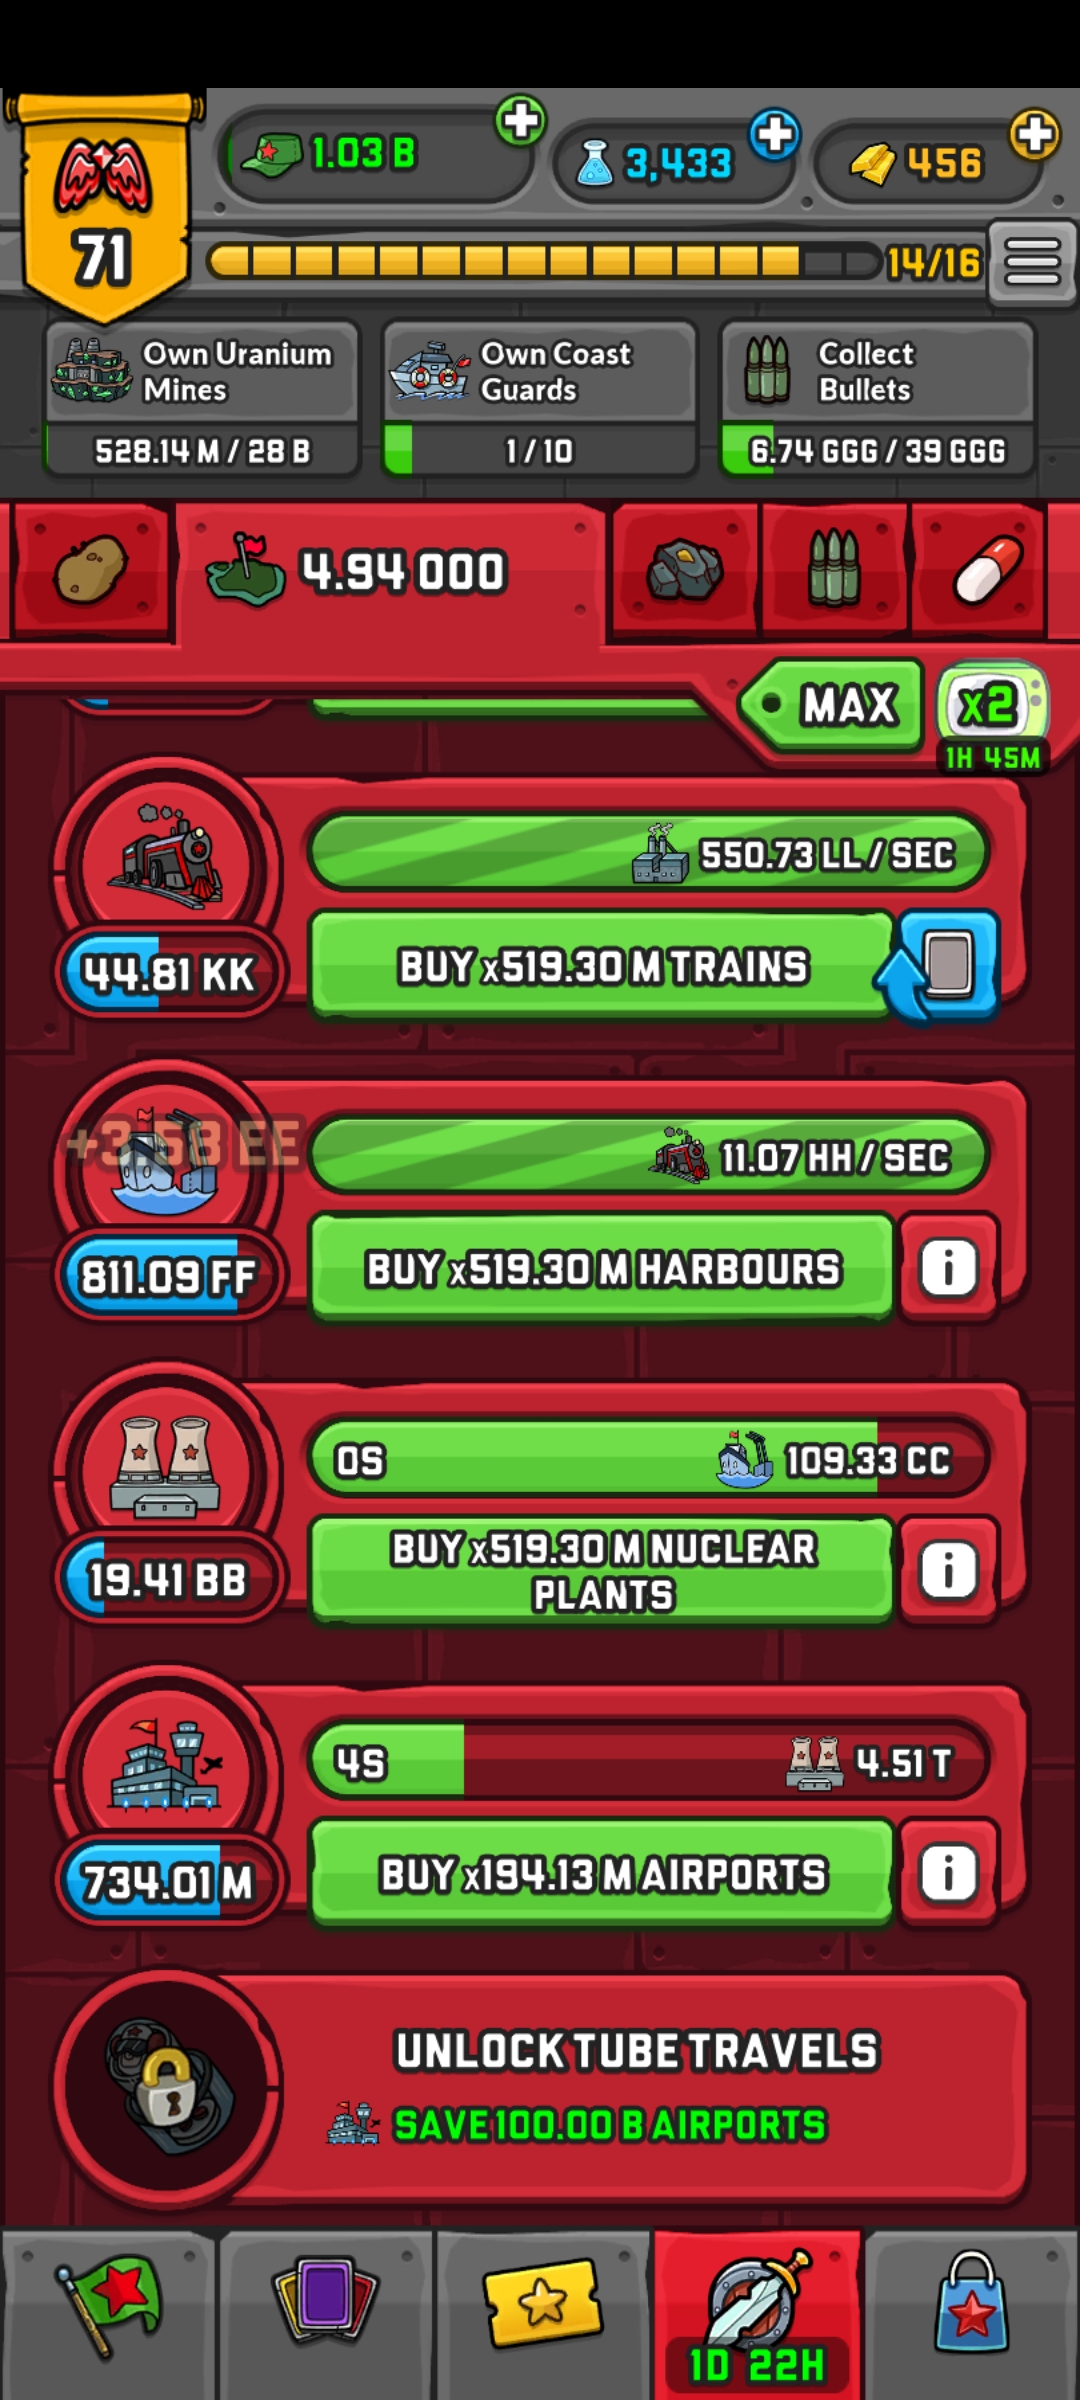 71
1.03 B
3,433
456
14/16
Own Uranium
Mines
528.14 M / 28 B
Own Coast
Guards
1 / 10
Collect
Bullets
6.74 GGG / 39 GGG
4.94 000
MAX
x2
1H 45M
550.73 LL / SEC
44.81 KK
BUY x519.30 M TRAINS
+3.53 EE
11.07 HH / SEC
811.09 FF
BUY x519.30 M HARBOURS
0S
109.33 CC
19.41 BB
BUY x519.30 M NUCLEAR
PLANTS
4S
4.51 T
734.01 M
BUY x194.13 M AIRPORTS
UNLOCK TUBE TRAVELS
SAVE 100.00 B AIRPORTS
1D 22H